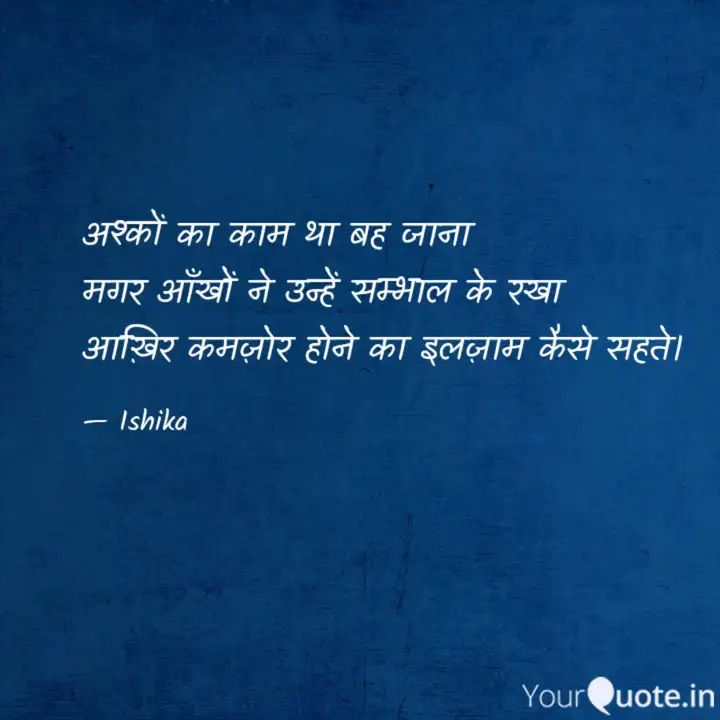 अश्कों का काम था बह जाना
मगर आँखों ने उन्हें सम्भाल के रखा
आख़िर कमज़ोर होने का इलज़ाम कैसे सहते।
— Ishika
YourQuote.in